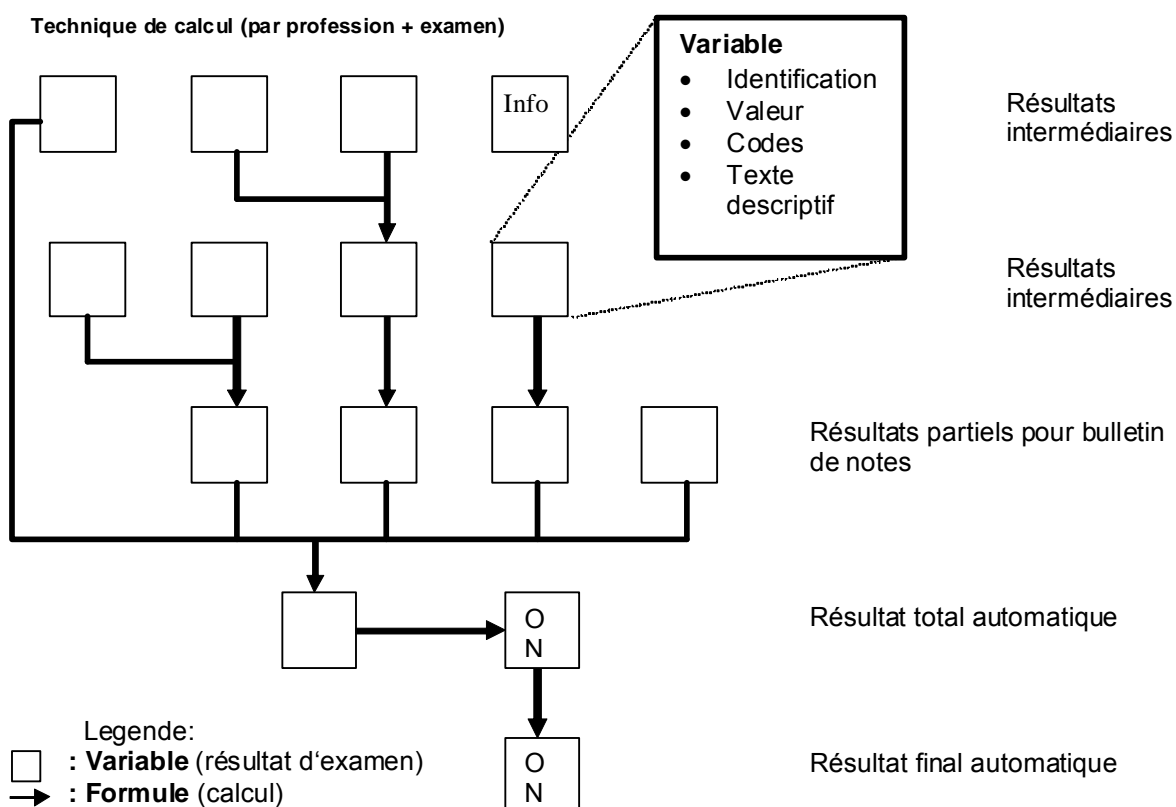 Technique de calcul (par profession + examen)
Variable
• Identification
• Valeur
• Codes
• Texte
descriptif
Info
Résultats
intermédiaires
Résultats
intermédiaires
Résultats partiels pour bulletin
de notes
O
N
Résultat total automatique
Legende:
: Variable (résultat d‘examen)
: Formule (calcul)
O
N
Résultat final automatique